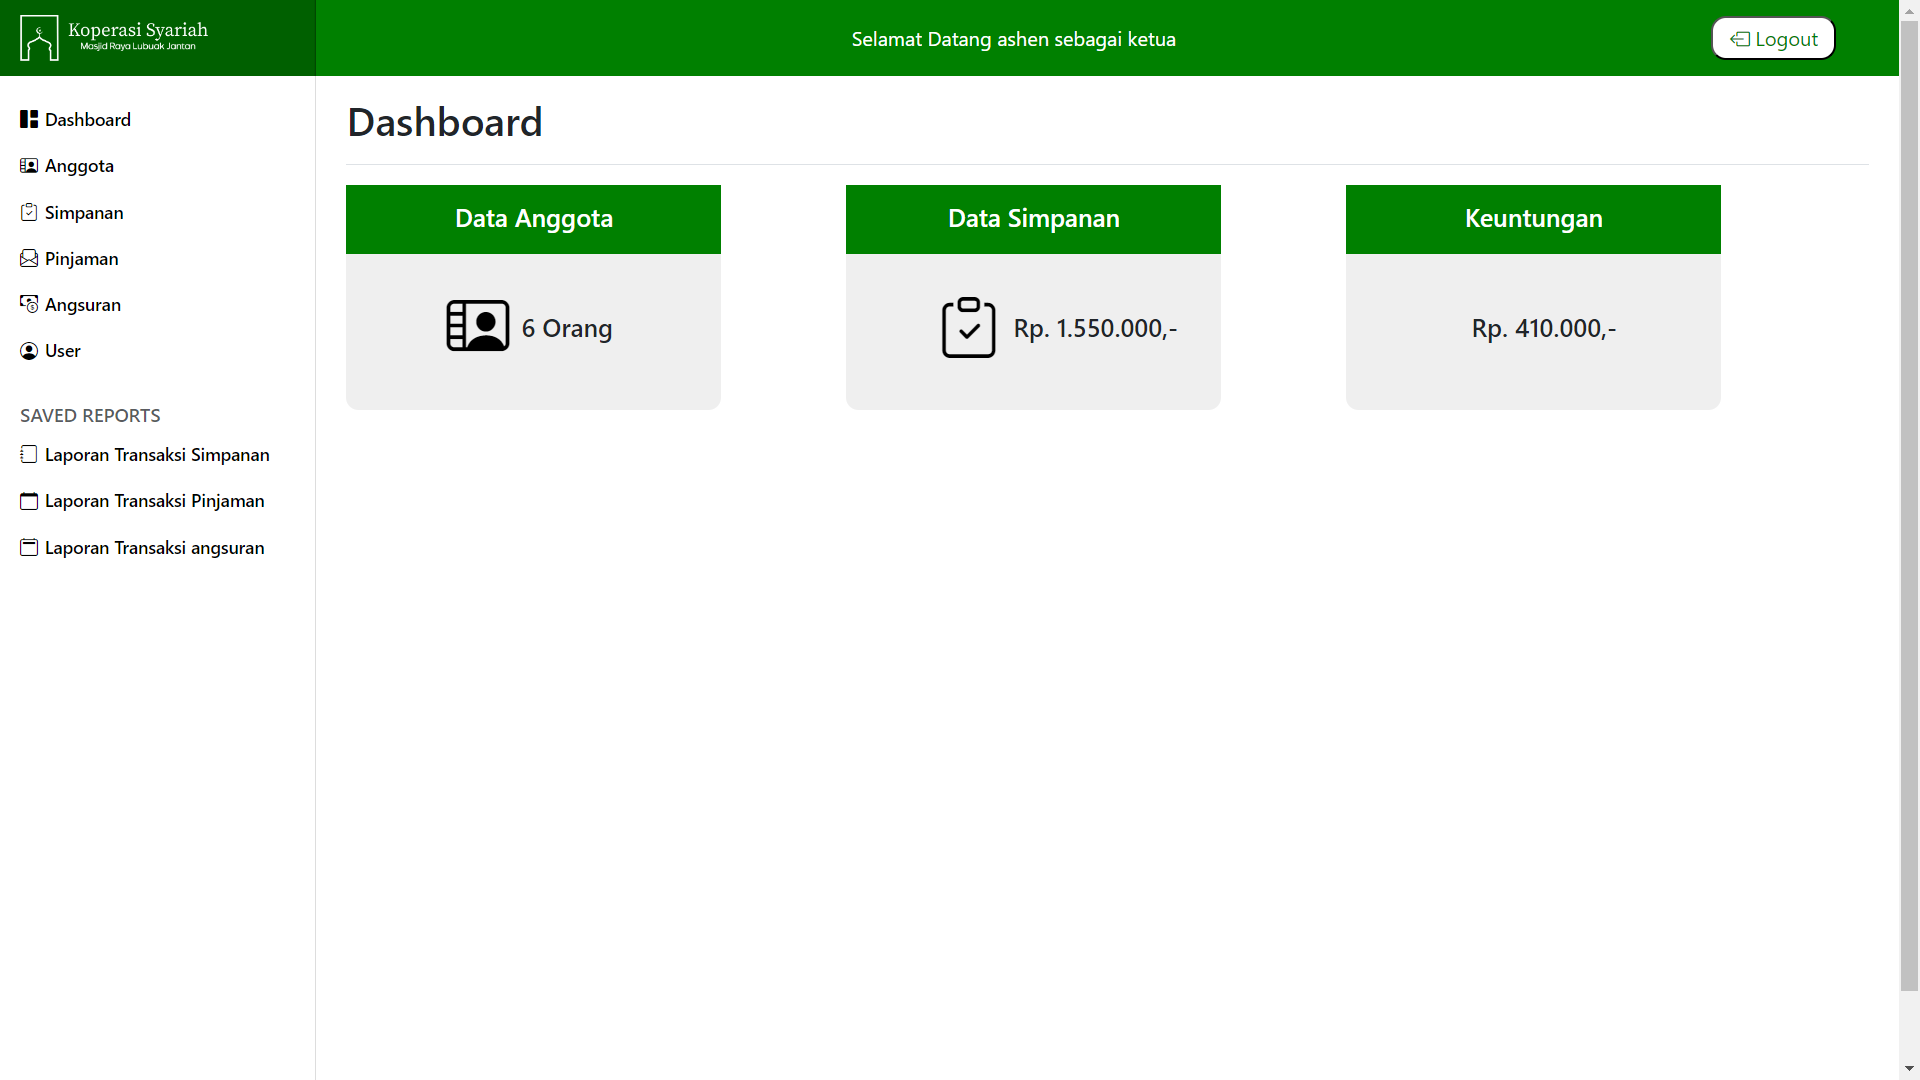 Koperasi Syariah
Masjid Raya Lubuak Jantan
Selamat Datang ashen sebagai ketua
Logout
Dashboard
Anggota
Simpanan
Pinjaman
Angsuran
User
SAVED REPORTS
Laporan Transaksi Simpanan
Laporan Transaksi Pinjaman
Laporan Transaksi angsuran
Dashboard
Data Anggota
6 Orang
Data Simpanan
Rp. 1.550.000,-
Keuntungan
Rp. 410.000,-